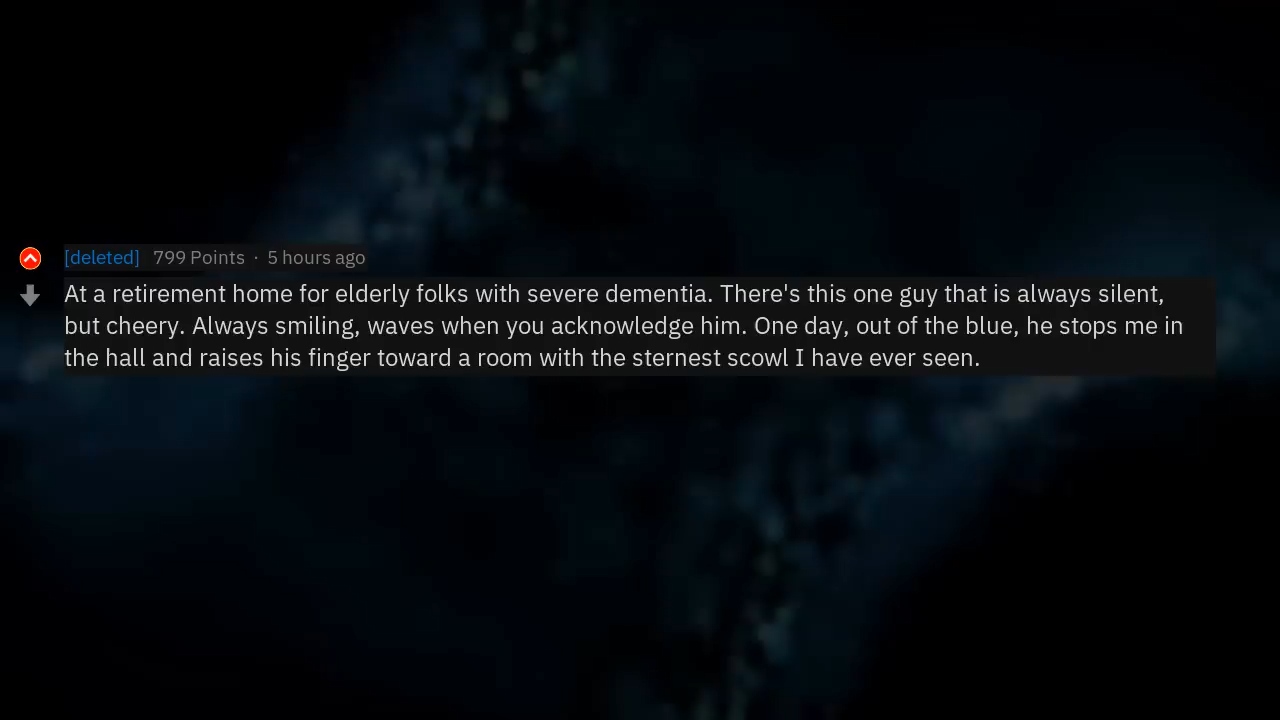 [deleted] 799 Points · 5 hours ago
At a retirement home for elderly folks with severe dementia. There's this one guy that is always silent,
but cheery. Always smiling, waves when you acknowledge him. One day, out of the blue, he stops me in
the hall and raises his finger toward a room with the sternest scowl I have ever seen.